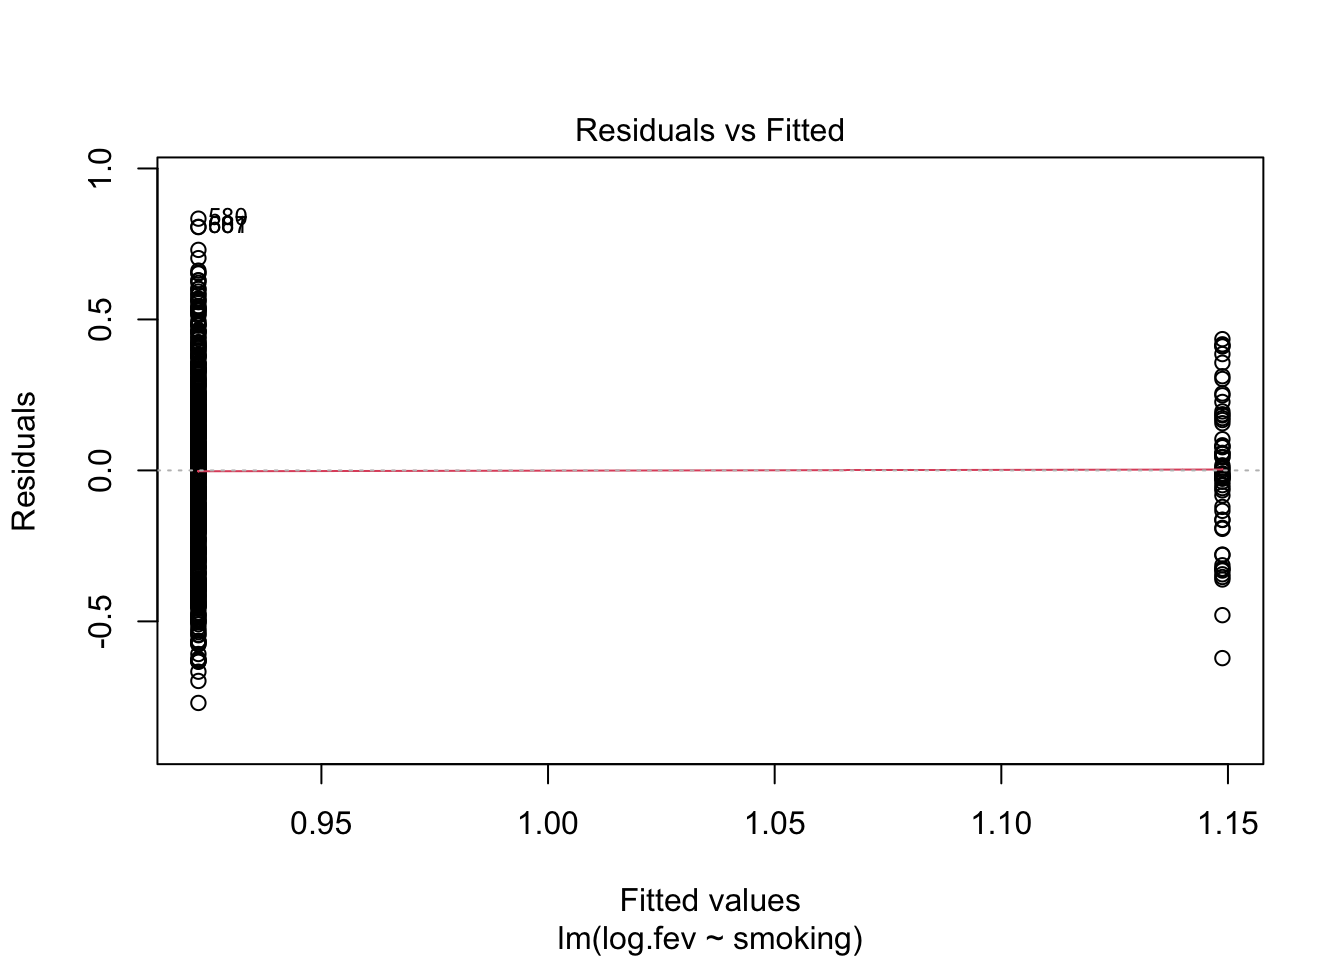 Residuals vs Fitted
Residuals
1.0
0.5
0.0
-0.5
580
0.95 1.00 1.05 1.10 1.15
Fitted values
lm(log.fev ~ smoking)